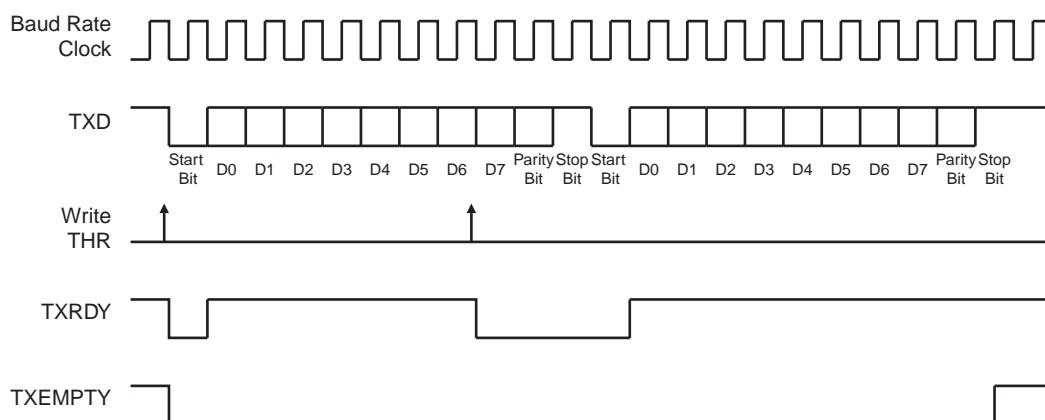 Baud Rate
Clock
TXD
Start
Bit
D0
D1
D2
D3
D4
D5
D6
D7
Parity
Bit
Stop
Bit
Start
Bit
D0
D1
D2
D3
D4
D5
D6
D7
Parity
Bit
Stop
Bit
Write
THR
TXRDY
TXEMPTY